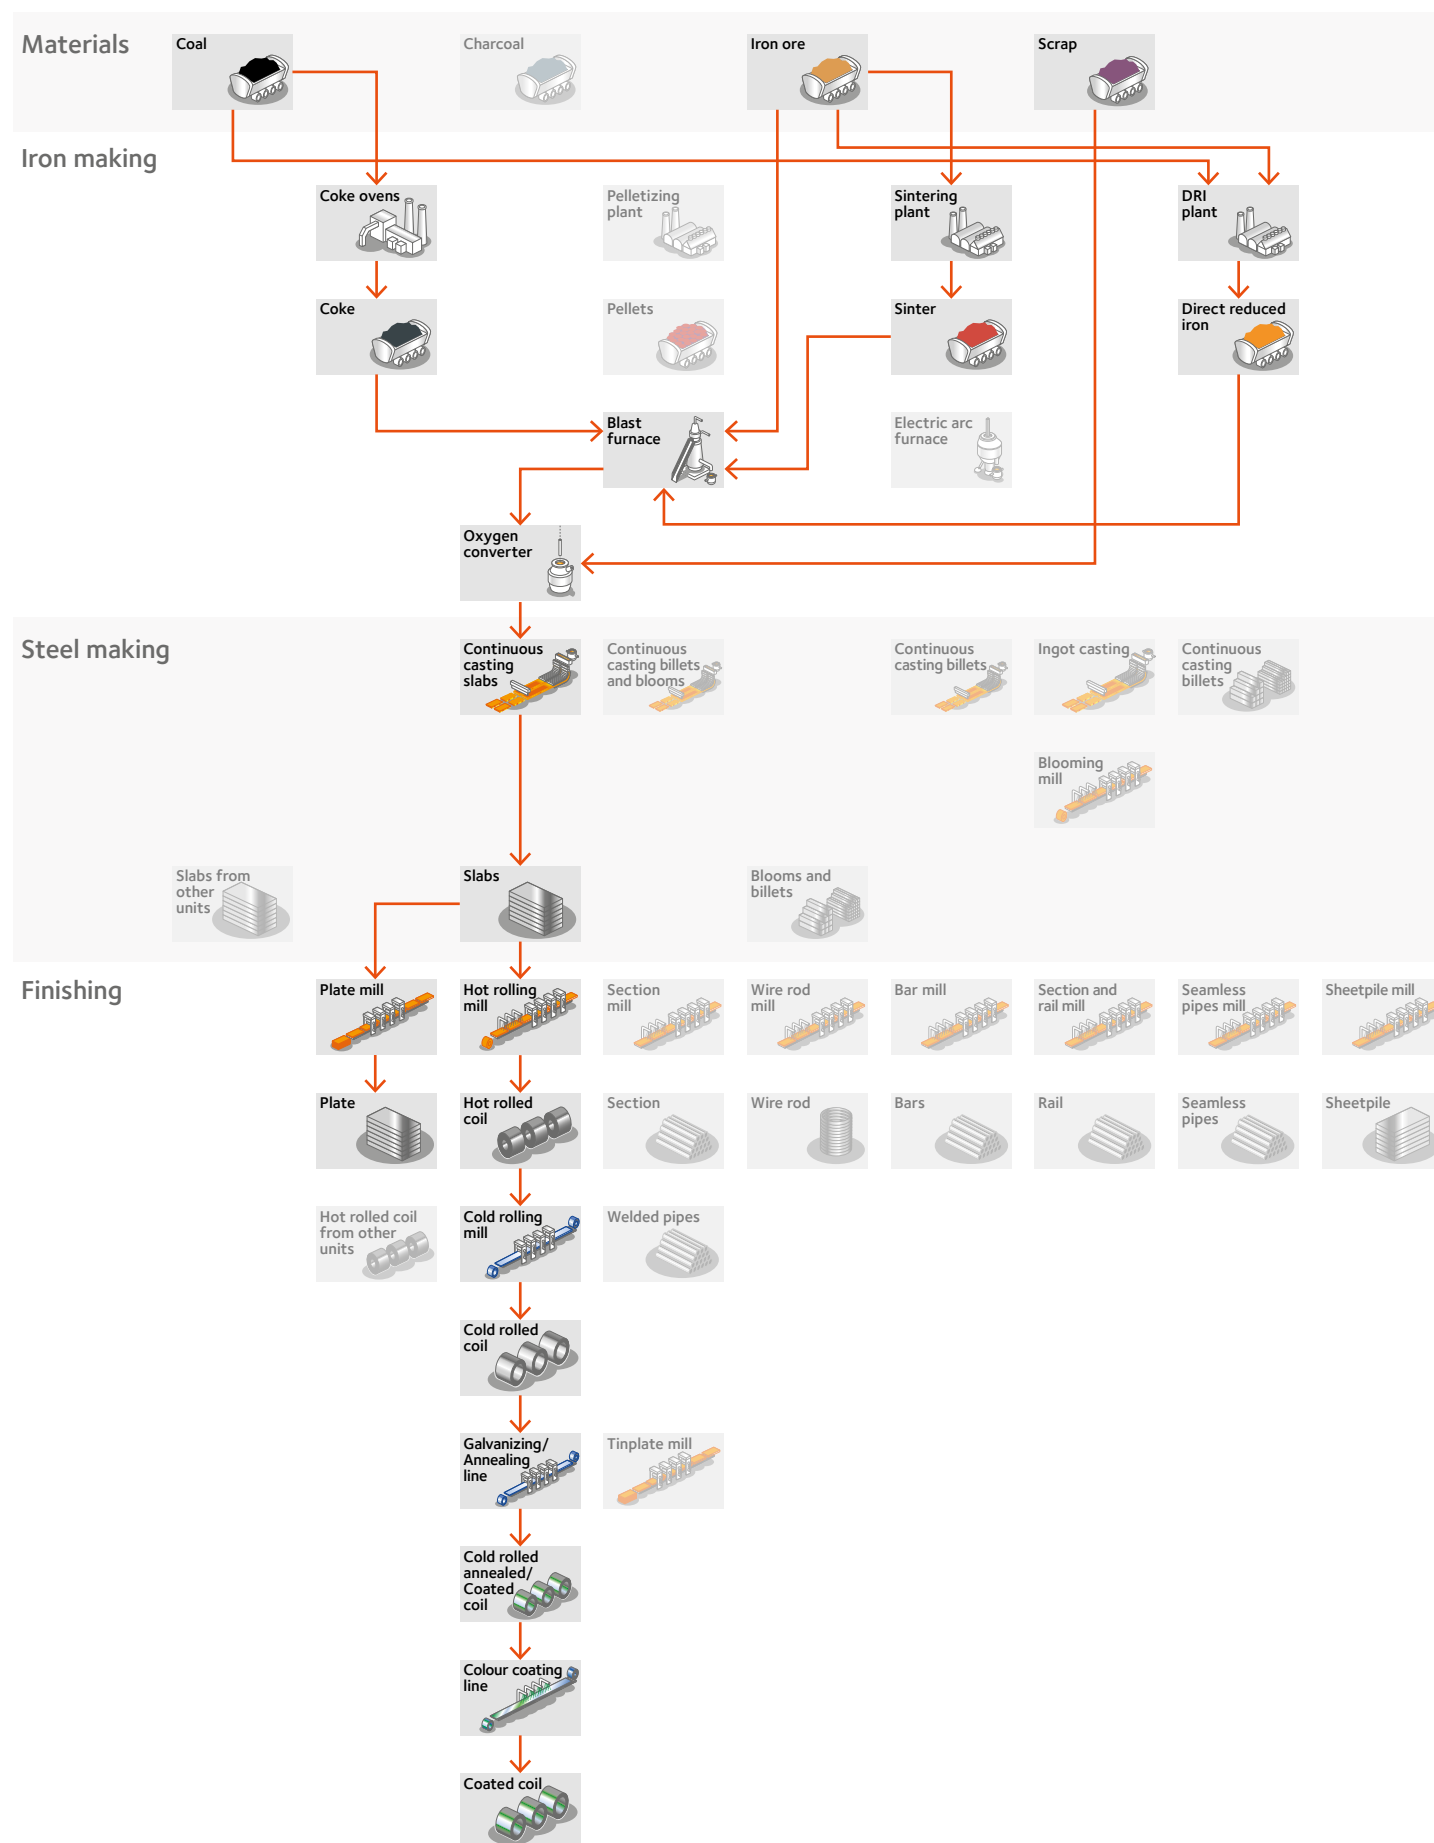 Materials
Coal
Charcoal
Iron ore
Scrap
Iron making
Coke ovens
Pelletizing
plant
Sintering
plant
DRI
plant
Coke
Pellets
Sinter
Direct reduced
iron
Blast
furnace
Electric arc
furnace
Oxygen
converter
Steel making
Continuous
casting
slabs
Continuous
casting billets
and blooms
Continuous
casting billets
Ingot casting
Continuous
casting
billets
Blooming
mill
Slabs from
other
units
Slabs
Blooms and
billets
Finishing
Plate mill
Hot rolling
mill
Section
mill
Wire rod
mill
Bar mill
Section and
rail mill
Seamless
pipes mill
Sheetpile mill
Plate
Hot rolled
coil
Section
Wire rod
Bars
Rail
Seamless
pipes
Sheetpile
Hot rolled coil
from other
units
Cold rolling
mill
Welded pipes
Cold rolled
coil
Galvanizing/
Annealing
line
Tinplate mill
Cold rolled
annealed/
Coated
coil
Colour coating
line
Coated coil